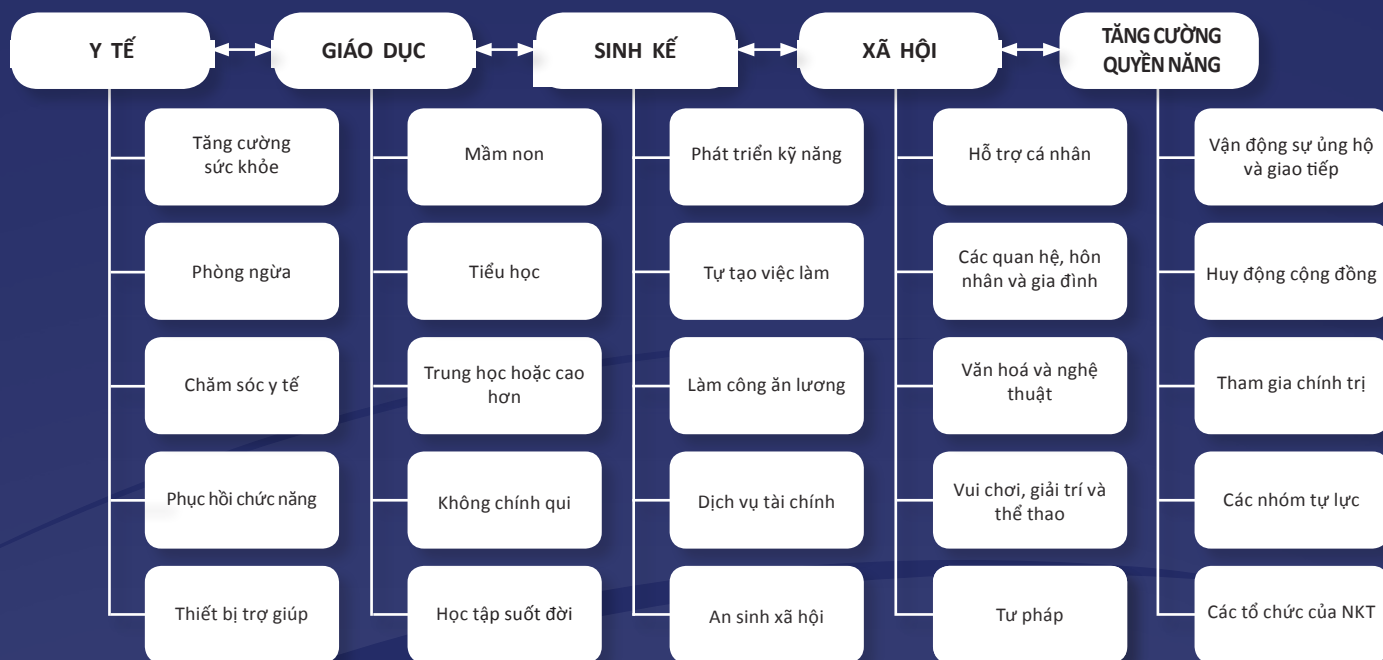 Y TẾ
GIÁO DỤC
SINH KẾ
XÃ HỘI
TĂNG CƯỜNG
QUYỀN NĂNG
Tăng cường
sức khỏe
Phòng ngừa
Chăm sóc y tế
Phục hồi chức năng
Thiết bị trợ giúp
Mầm non
Tiểu học
Trung học hoặc cao
hơn
Không chính qui
Học tập suốt đời
Phát triển kỹ năng
Tự tạo việc làm
Làm công ăn lương
Dịch vụ tài chính
An sinh xã hội
Hỗ trợ cá nhân
Các quan hệ, hôn
nhân và gia đình
Văn hoá và nghệ
thuật
Vui chơi, giải trí và
thể thao
Tư pháp
Vận động sự ủng hộ
và giao tiếp
Huy động cộng đồng
Tham gia chính trị
Các nhóm tự lực
Các tổ chức của NKT